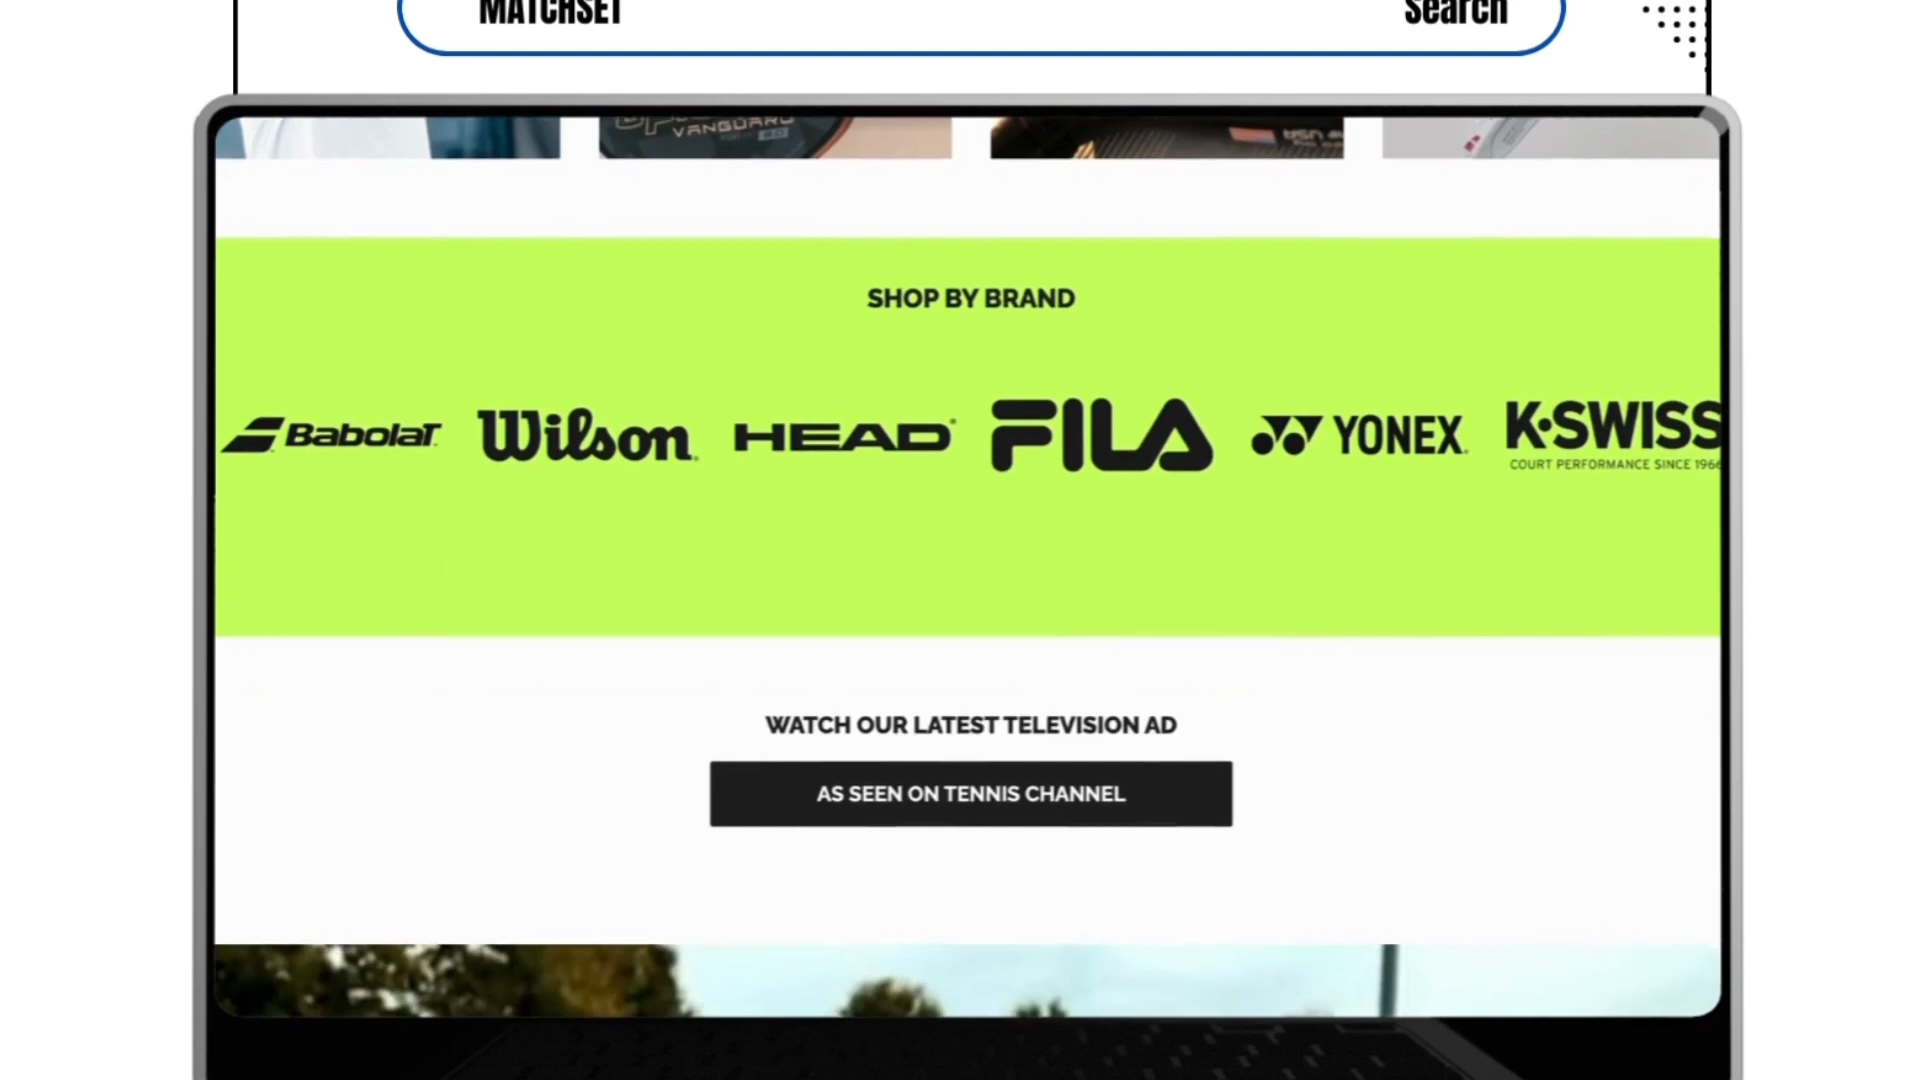 MATCHSET Search
VANGUARD
SHOP BY BRAND
Babolat Wilson HEAD FILA YONEX K·SWISS
COURT PERFORMANCE SINCE 1966
WATCH OUR LATEST TELEVISION AD
AS SEEN ON TENNIS CHANNEL